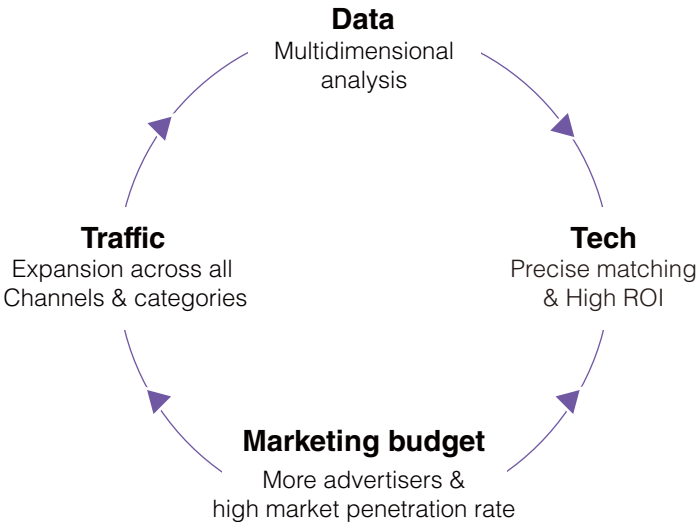 Data
Multidimensional
analysis
Traffic
Expansion across all
Channels & categories
Tech
Precise matching
& High ROI
Marketing budget
More advertisers &
high market penetration rate